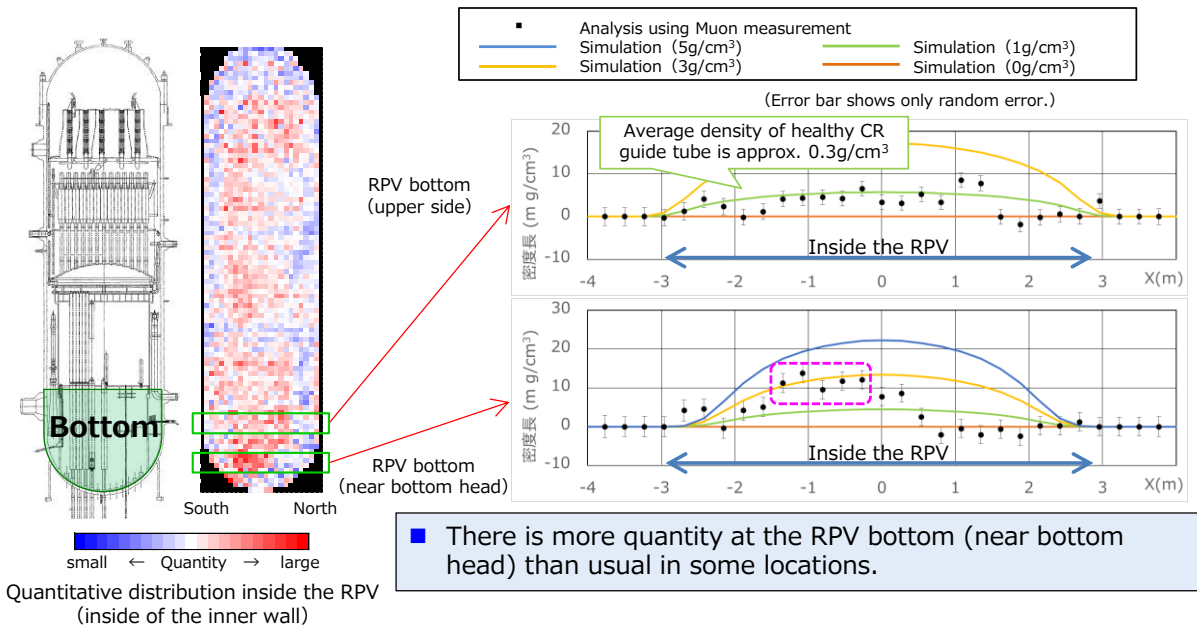 Analysis using Muon measurement
Simulation (5g/cm³)
Simulation (1g/cm³)
Simulation (3g/cm³)
Simulation (0g/cm³)
(Error bar shows only random error.)
Average density of healthy CR
guide tube is approx. 0.3g/cm³
RPV bottom
(upper side)
密度長 (m g/cm³)
20
10
0
-10
Inside the RPV
-4 -3 -2 -1 0 1 2 3 X(m)
密度長 (m g/cm³)
30
20
10
0
-10
Inside the RPV
-4 -3 -2 -1 0 1 2 3 X(m)
Bottom
RPV bottom
(near bottom head)
South North
small ← Quantity → large
Quantitative distribution inside the RPV
(inside of the inner wall)
■ There is more quantity at the RPV bottom (near bottom
head) than usual in some locations.